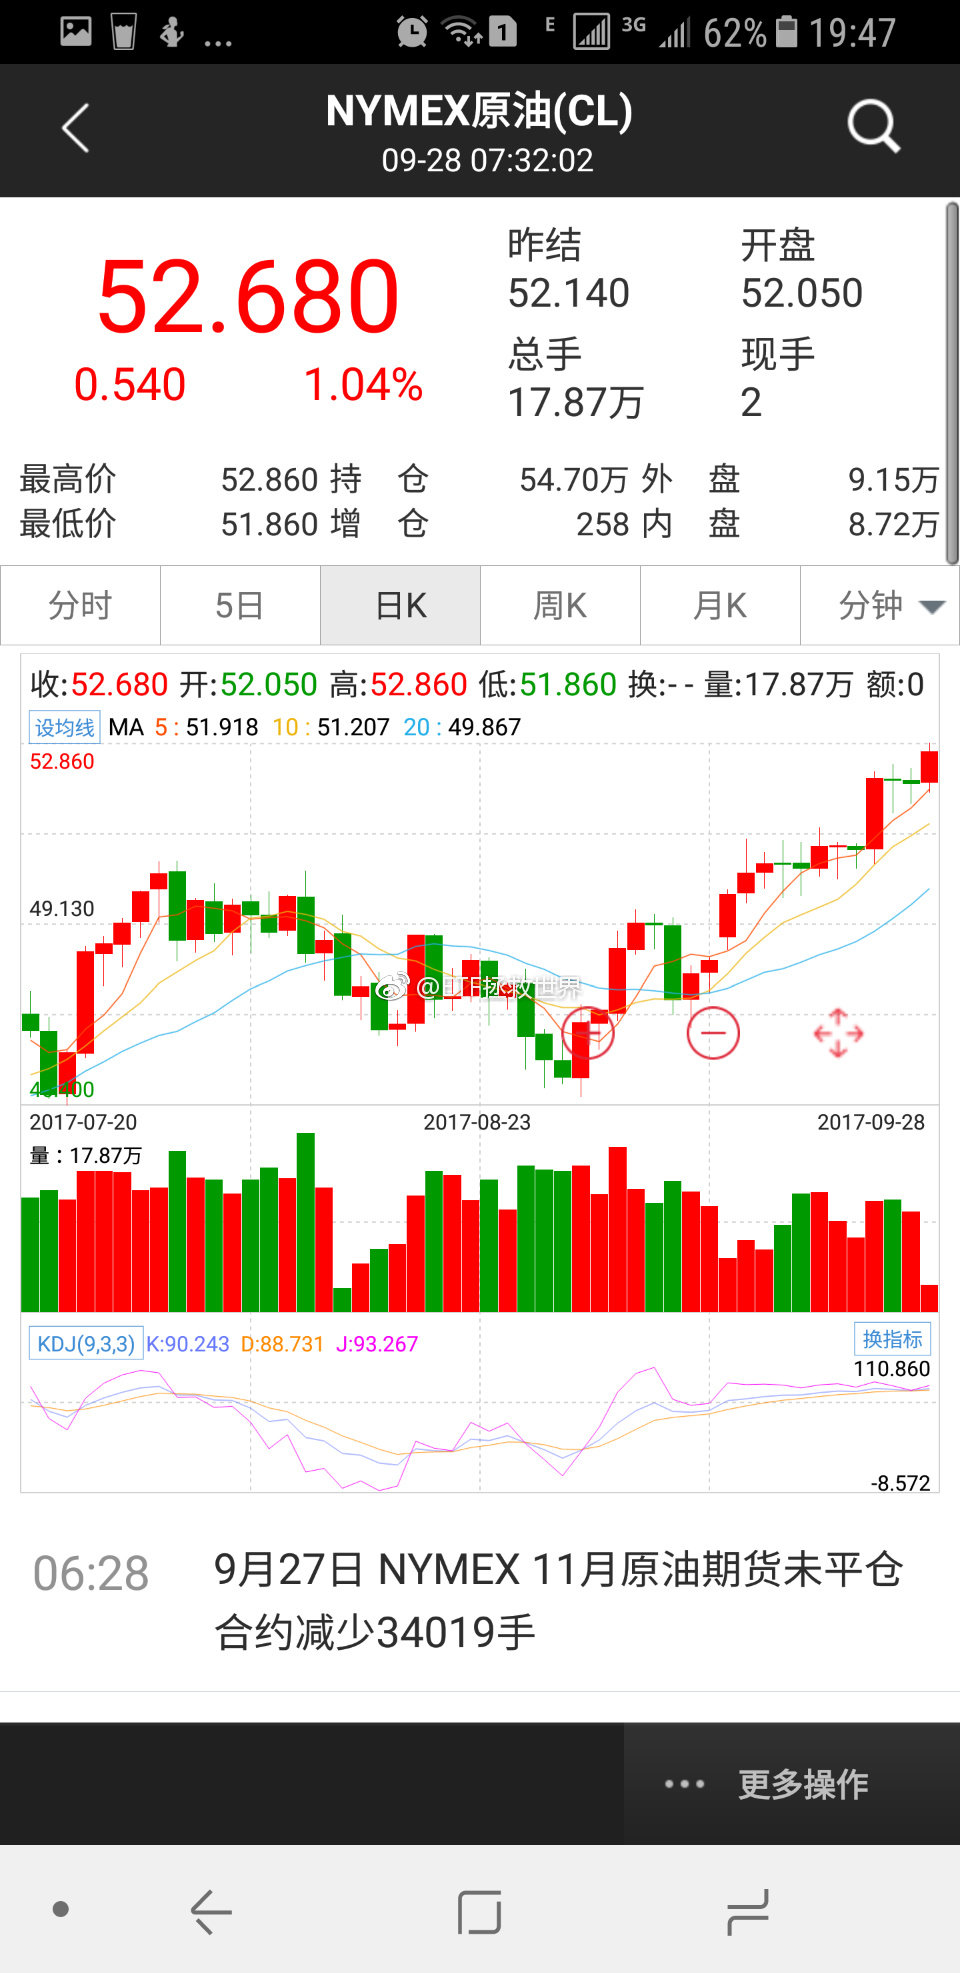 1 E 3G 62% 19:47
NYMEX原油(CL)
09-28 07:32:02
52.680
0.540 1.04%
昨结 开盘
52.140 52.050
总手 现手
17.87万 2
最高价 52.860 持 仓 54.70万 外 盘 9.15万
最低价 51.860 增 仓 258 内 盘 8.72万
分时 5日 日K 周K 月K 分钟
收:52.680 开:52.050 高:52.860 低:51.860 换:-- 量:17.87万 额:0
设均线 MA 5:51.918 10:51.207 20:49.867
52.860
49.130
@ETF拯救世界
2017-07-20 2017-08-23 2017-09-28
量:17.87万
KDJ(9,3,3) K:90.243 D:88.731 J:93.267 换指标
110.860
-8.572
06:28 9月27日 NYMEX 11月原油期货未平仓
合约减少34019手
更多操作